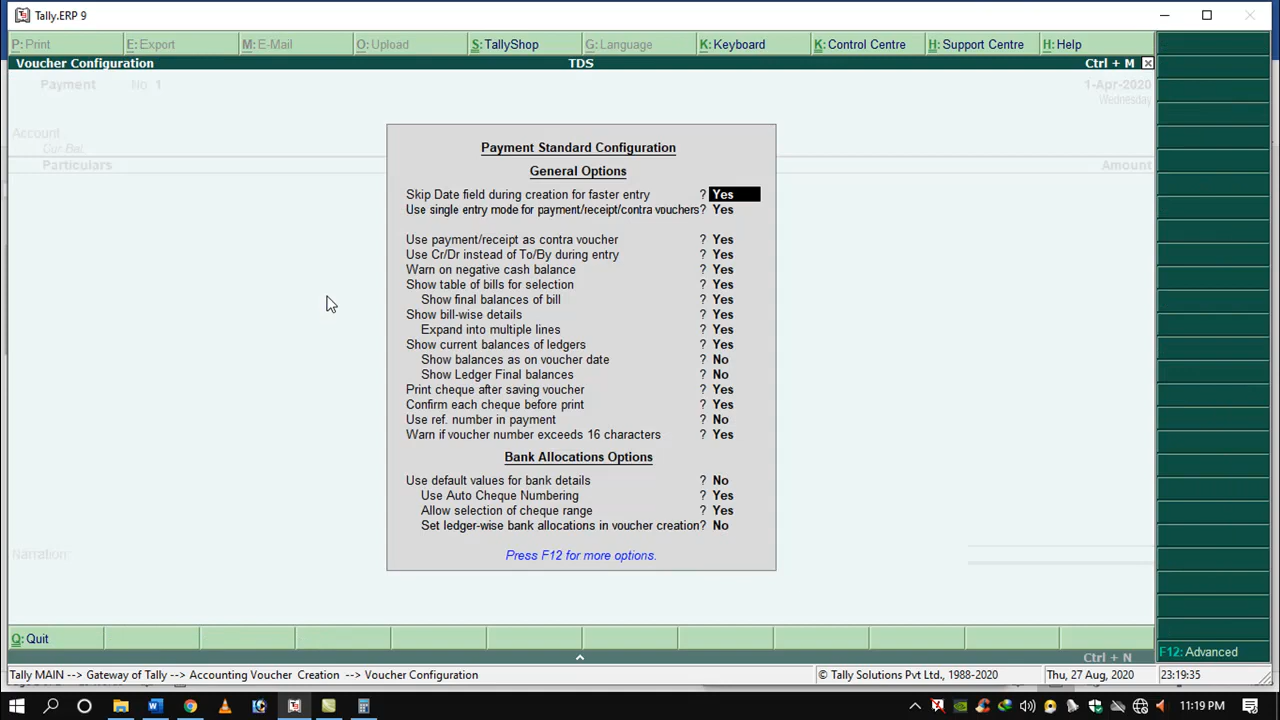 Tally.ERP 9
P: Print E: Export M: E-Mail O: Upload S: TallyShop G: Language K: Keyboard K: Control Centre H: Support Centre H: Help
Voucher Configuration TDS Ctrl + M
Payment No 1 1-Apr-2020
Wednesday
Account
Cur Bal
Particulars Amount
Payment Standard Configuration
General Options
Skip Date field during creation for faster entry ? Yes
Use single entry mode for payment/receipt/contra vouchers? Yes
Use payment/receipt as contra voucher ? Yes
Use Cr/Dr instead of To/By during entry ? Yes
Warn on negative cash balance ? Yes
Show table of bills for selection ? Yes
Show final balances of bill ? Yes
Show bill-wise details ? Yes
Expand into multiple lines ? Yes
Show current balances of ledgers ? Yes
Show balances as on voucher date ? No
Show Ledger Final balances ? No
Print cheque after saving voucher ? Yes
Confirm each cheque before print ? Yes
Use ref. number in payment ? No
Warn if voucher number exceeds 16 characters ? Yes
Bank Allocations Options
Use default values for bank details ? No
Use Auto Cheque Numbering ? Yes
Allow selection of cheque range ? Yes
Set ledger-wise bank allocations in voucher creation? No
Press F12 for more options.
Narration:
Q: Quit
F12: Advanced
Ctrl + N
Tally MAIN --> Gateway of Tally --> Accounting Voucher Creation --> Voucher Configuration © Tally Solutions Pvt Ltd., 1988-2020 Thu, 27 Aug, 2020 23:19:35
11:19 PM